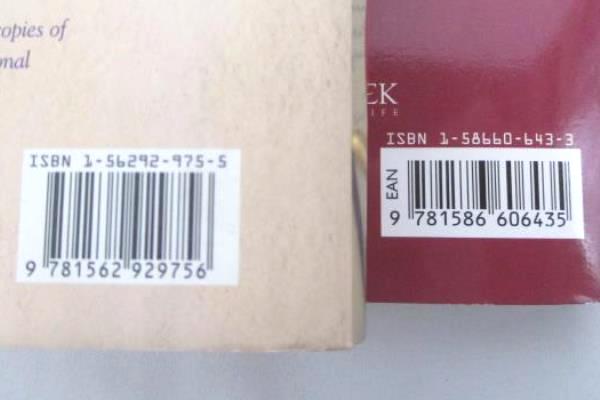 copies of
ISBN 1-56292-975-5
9 781562 929756
EK
IFE
ISBN 1-58660-643-3
EAN
9 781586 606435